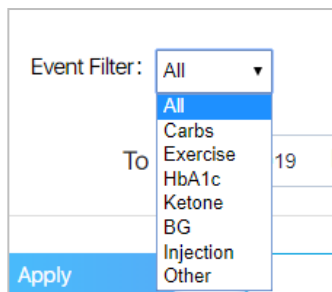 Event Filter: All
All
Carbs
Exercise
To 19
HbA1c
Ketone
BG
Injection
Apply
Other